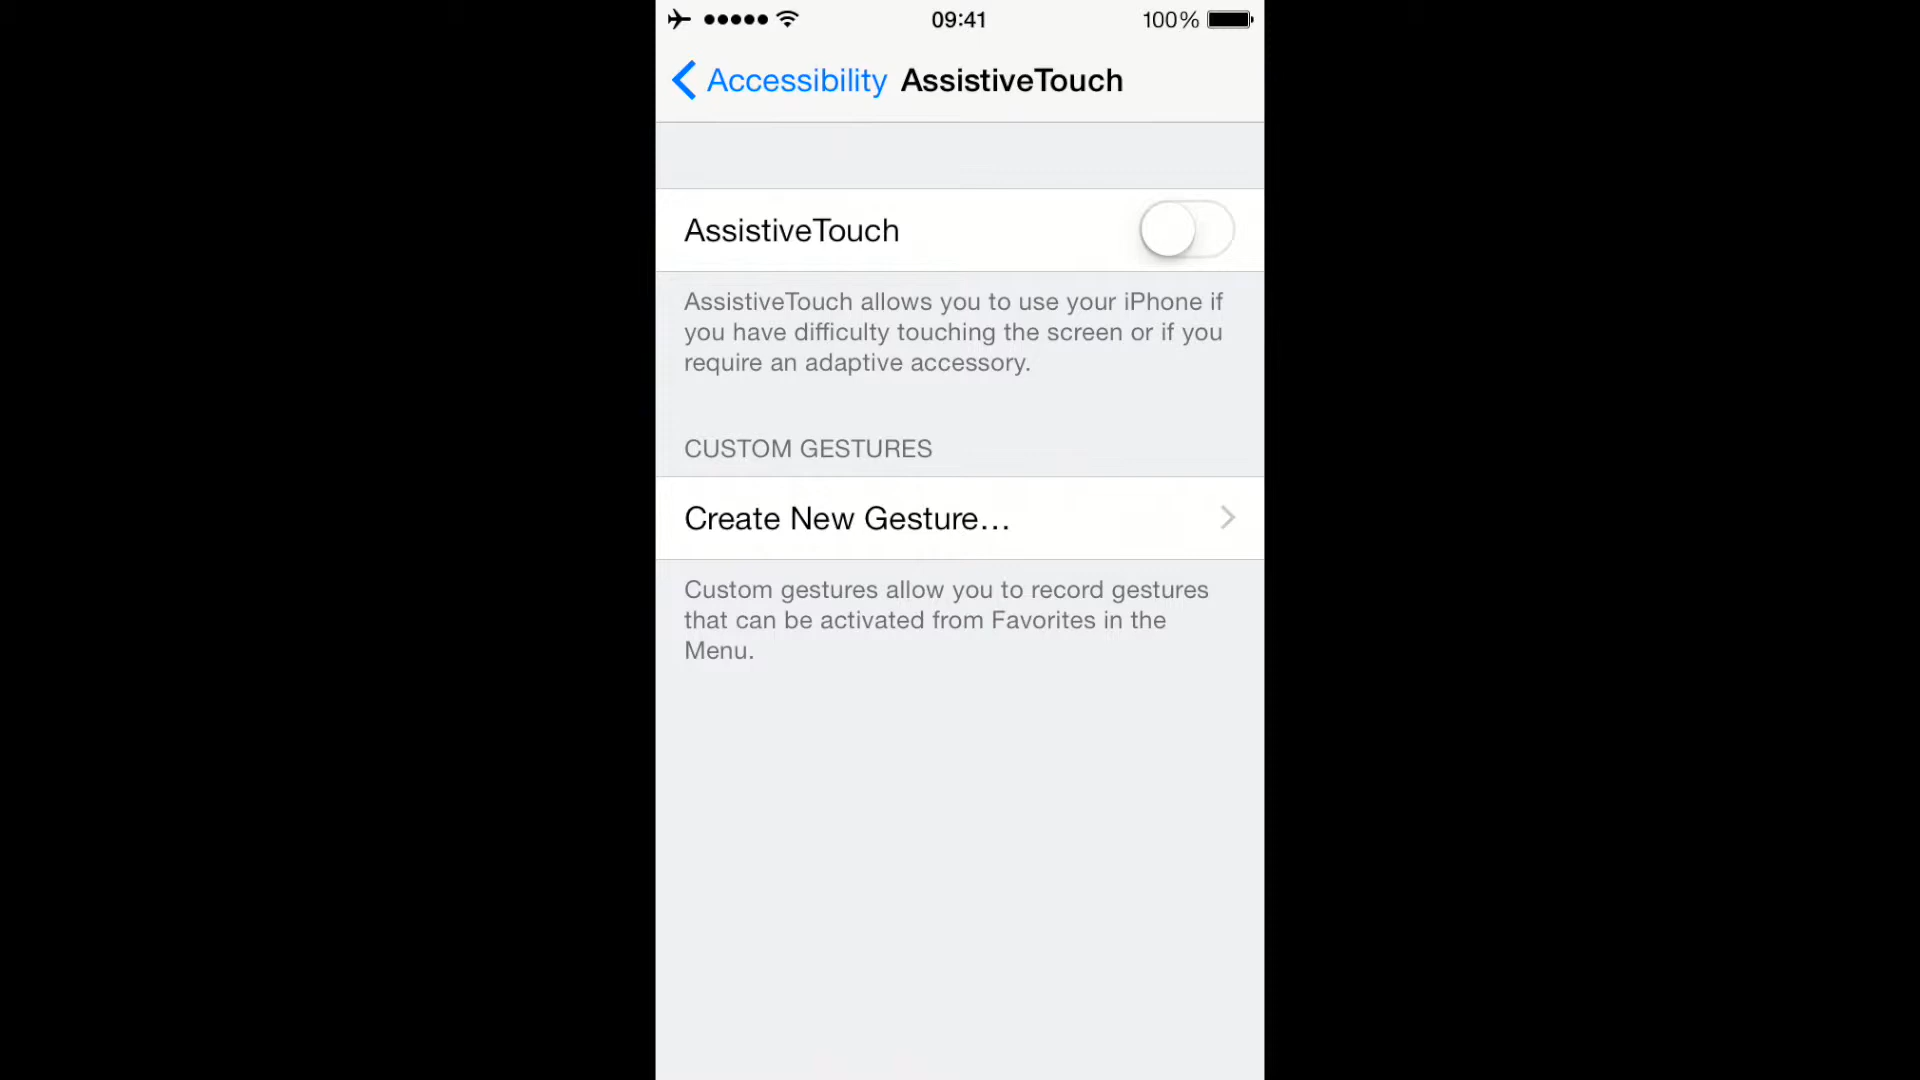 09:41
100%
Accessibility AssistiveTouch
AssistiveTouch
AssistiveTouch allows you to use your iPhone if
you have difficulty touching the screen or if you
require an adaptive accessory.
CUSTOM GESTURES
Create New Gesture…
Custom gestures allow you to record gestures
that can be activated from Favorites in the
Menu.